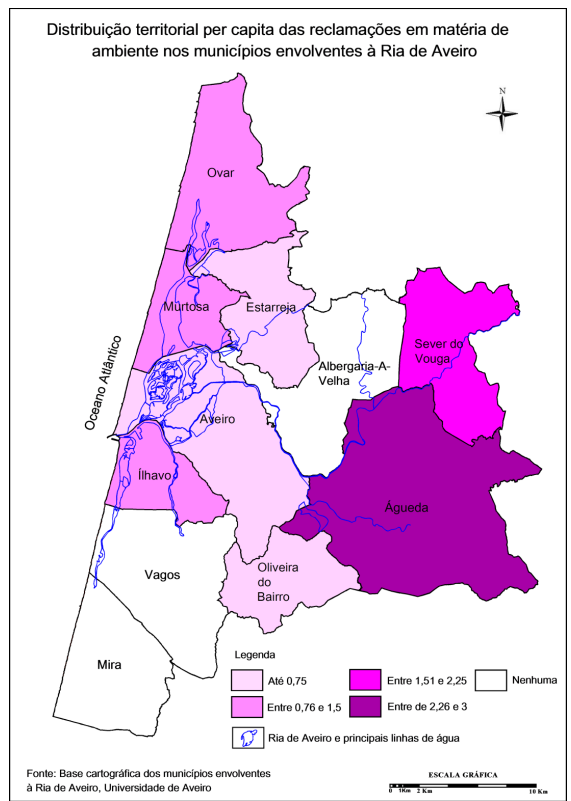 Distribuição territorial per capita das reclamações em matéria de
ambiente nos municípios envolventes à Ria de Aveiro
N
Ovar
Murtosa
Estarreja
Sever do
Vouga
Albergaria-A-
Velha
Oceano Atlântico
Aveiro
Ílhavo
Águeda
Vagos
Oliveira
do
Bairro
Mira
Legenda
Até 0,75
Entre 1,51 e 2,25
Nenhuma
Entre 0,76 e 1,5
Entre de 2,26 e 3
Ria de Aveiro e principais linhas de água
Fonte: Base cartográfica dos municípios envolventes
à Ria de Aveiro, Universidade de Aveiro
ESCALA GRÁFICA
0 1Km 2 Km 10 Km